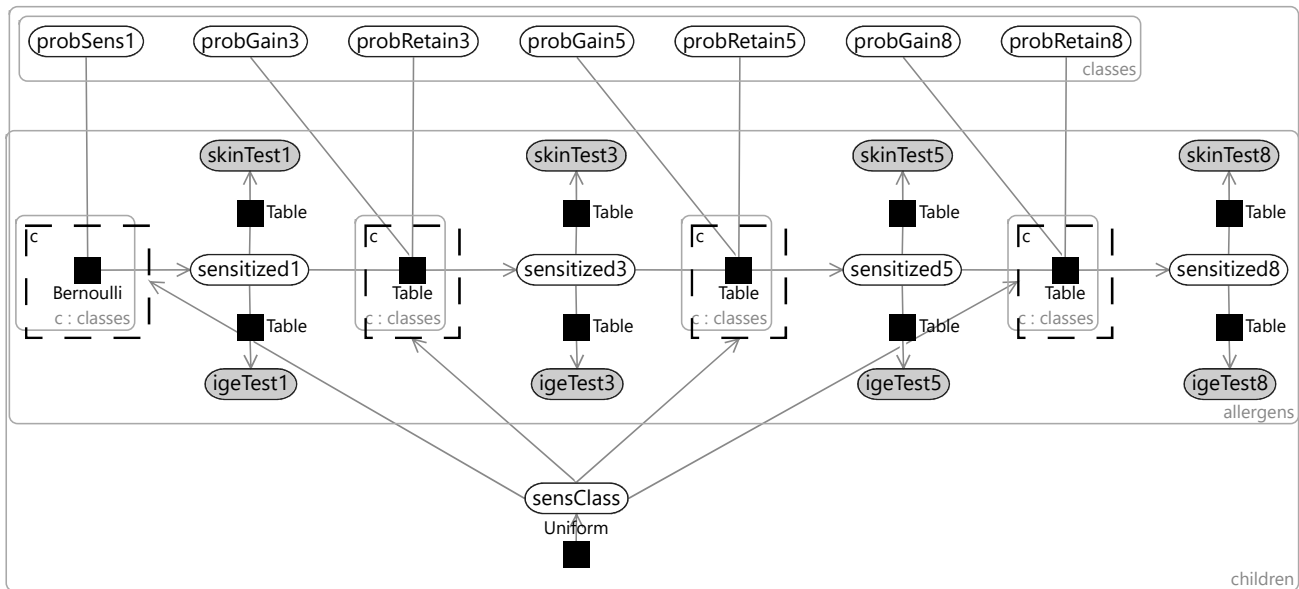 probSens1 probGain3 probRetain3 probGain5 probRetain5 probGain8 probRetain8
classes
skinTest1 skinTest3 skinTest5 skinTest8
Table Table Table Table
c c c c
sensitized1 sensitized3 sensitized5 sensitized8
Bernoulli Table Table Table
c : classes c : classes c : classes c : classes
Table Table Table Table
igeTest1 igeTest3 igeTest5 igeTest8
allergens
sensClass
Uniform
children